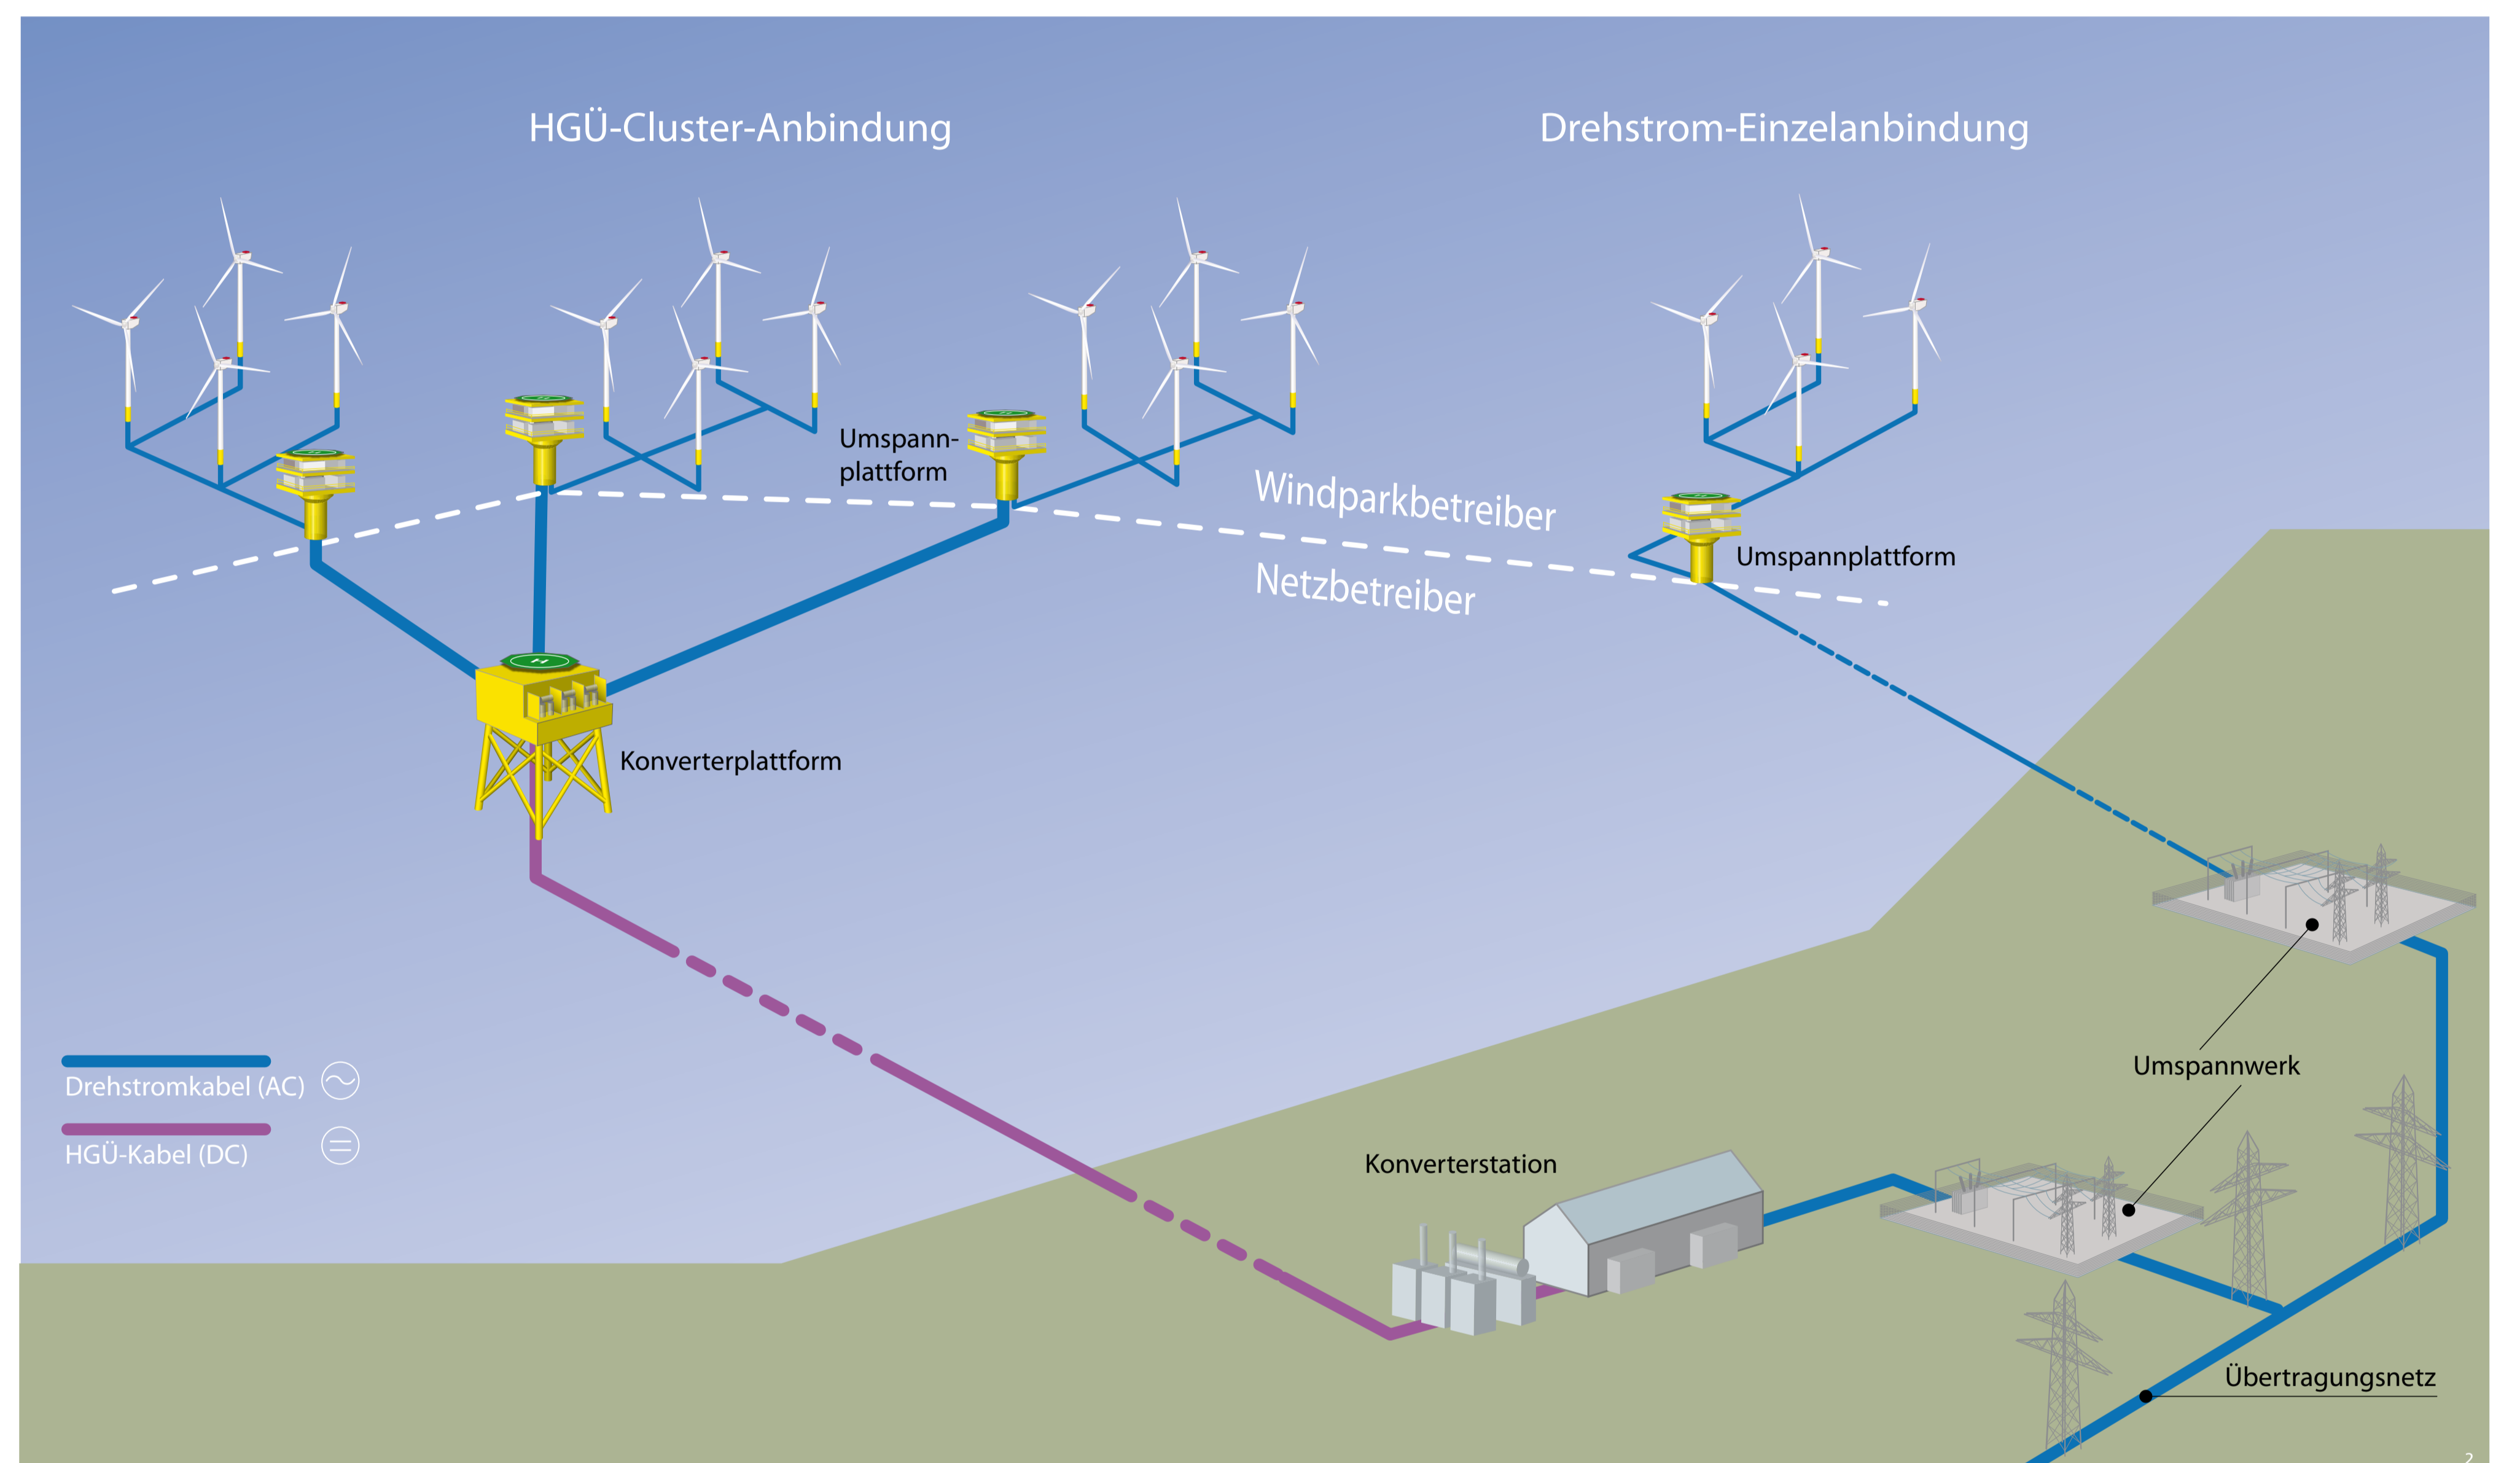 HGÜ-Cluster-Anbindung
Drehstrom-Einzelanbindung
Umspann-
plattform
Windparkbetreiber
Netzbetreiber
Umspannplattform
Konverterplattform
Drehstromkabel (AC)
HGÜ-Kabel (DC)
Umspannwerk
Konverterstation
Übertragungsnetz
2